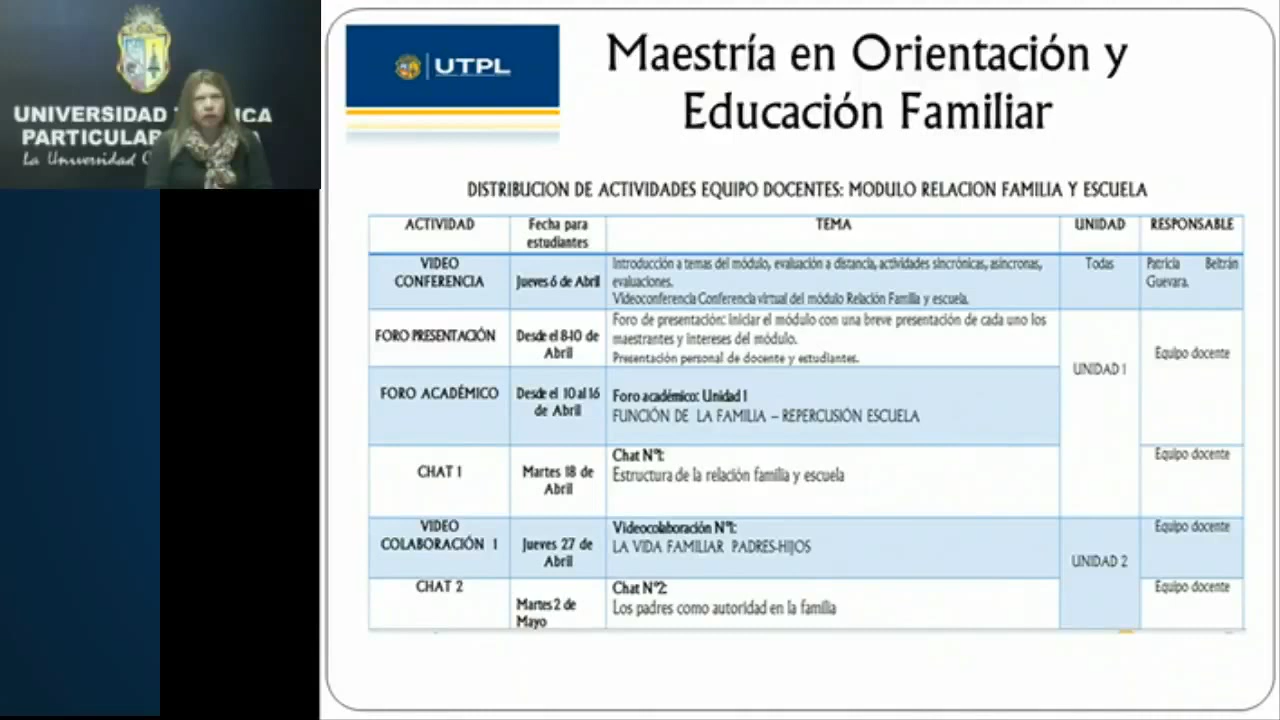 UNIVERSIDAD
PARTICULAR
La Universidad
UTPL
Maestría en Orientación y
Educación Familiar
DISTRIBUCION DE ACTIVIDADES EQUIPO DOCENTES: MODULO RELACION FAMILIA Y ESCUELA
ACTIVIDAD
Fecha para
estudiantes
TEMA
UNIDAD
RESPONSABLE
VIDEO
CONFERENCIA
Jueves 6 de Abril
Introducción a temas del módulo, evaluación a distancia, actividades sincrónicas, asíncronas,
evaluaciones.
Videoconferencia Conferencia virtual del módulo Relación Familia y escuela.
Todas
Patricia Beltrán
Guevara.
FORO PRESENTACIÓN
Desde el 8-10 de
Abril
Foro de presentación: iniciar el módulo con una breve presentación de cada uno los
maestrantes y intereses del módulo.
Presentación personal de docente y estudiantes.
UNIDAD 1
Equipo docente
FORO ACADÉMICO
Desde el 10 al 16
de Abril
Foro académico: Unidad 1
FUNCIÓN DE LA FAMILIA – REPERCUSIÓN ESCUELA
CHAT 1
Martes 18 de
Abril
Chat N°1:
Estructura de la relación familia y escuela
Equipo docente
VIDEO
COLABORACIÓN 1
Jueves 27 de
Abril
Videocolaboración N°1:
LA VIDA FAMILIAR PADRES-HIJOS
UNIDAD 2
Equipo docente
CHAT 2
Martes 2 de
Mayo
Chat N°2:
Los padres como autoridad en la familia
Equipo docente